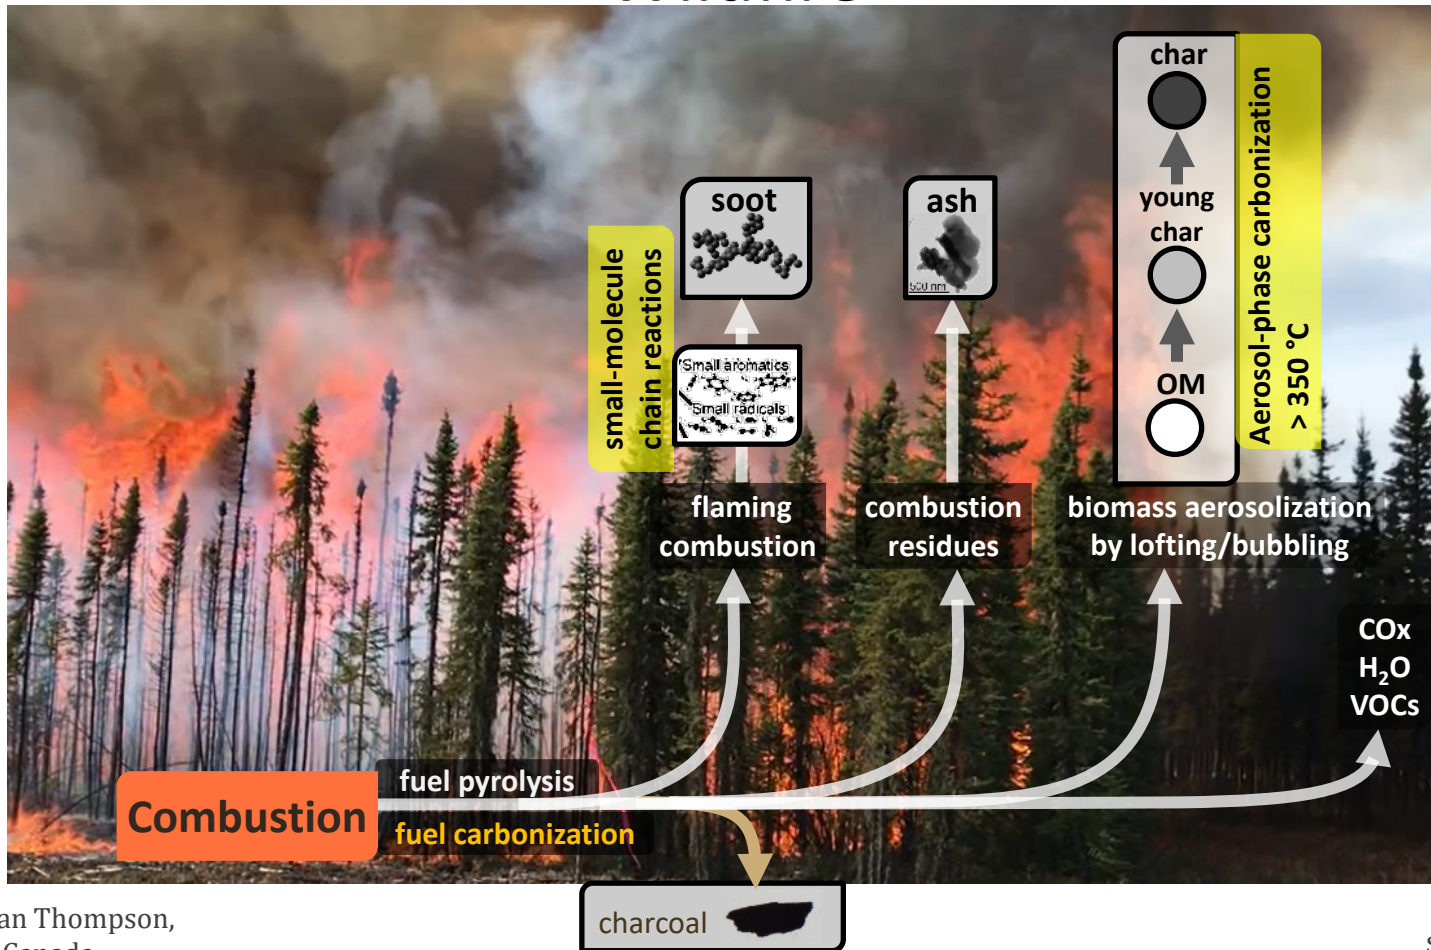 char
young
char
OM
Aerosol-phase carbonization
> 350 °C
soot
ash
500 nm
small-molecule
chain reactions
Small aromatics
Small radicals
flaming
combustion
combustion
residues
biomass aerosolization
by lofting/bubbling
COx
H₂O
VOCs
fuel pyrolysis
Combustion
fuel carbonization
charcoal
an Thompson,